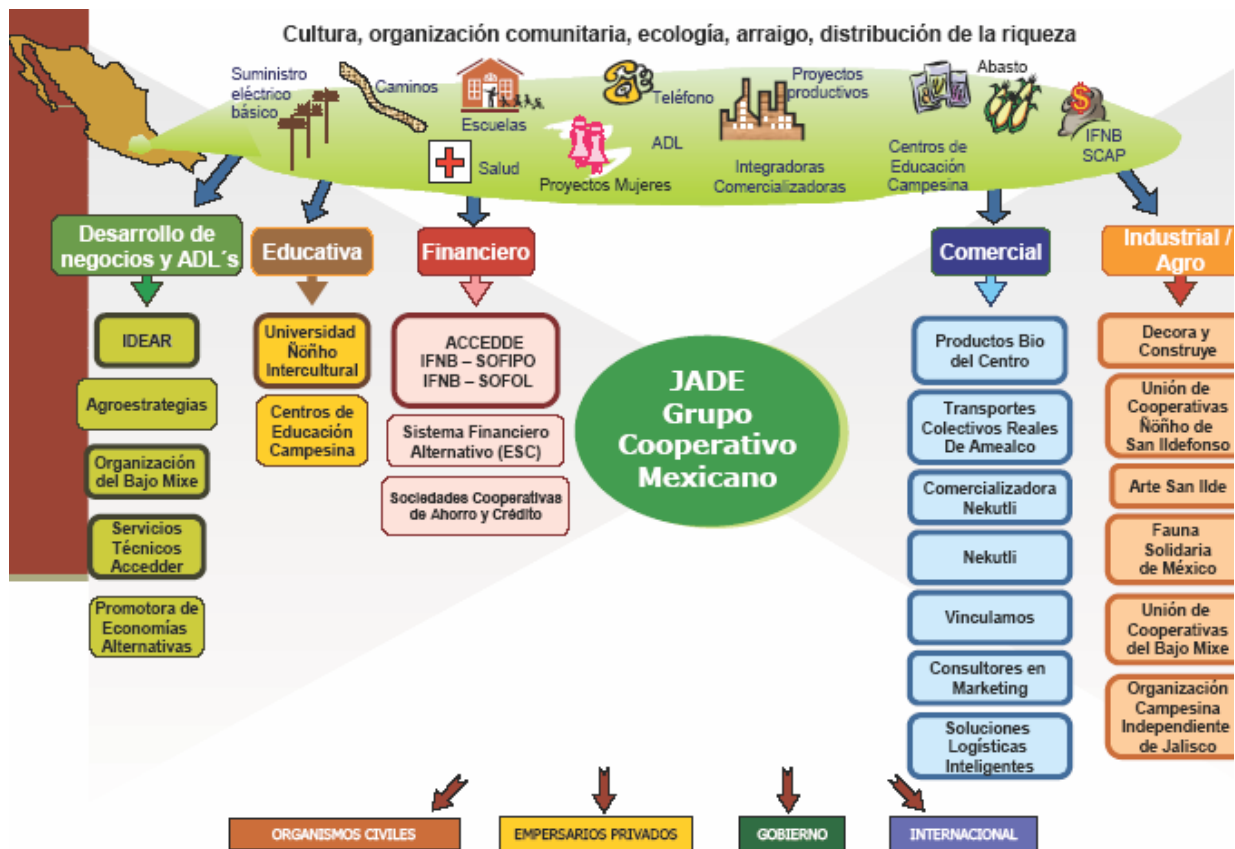 Cultura, organización comunitaria, ecología, arraigo, distribución de la riqueza
Suministro
eléctrico
básico
Caminos
Escuelas
Salud
Teléfono
Proyectos Mujeres
ADL
Proyectos
productivos
Integradoras
Comercializadoras
Centros de
Educación
Campesina
Abasto
$
IFNB
SCAP
Desarrollo de
negocios y ADL´s
IDEAR
Agroestrategias
Organización
del Bajo Mixe
Servicios
Técnicos
Accedder
Promotora de
Economías
Alternativas
Educativa
Universidad
Ñöñho
Intercultural
Centros de
Educación
Campesina
Financiero
ACCEDDE
IFNB – SOFIPO
IFNB – SOFOL
Sistema Financiero
Alternativo (ESC)
Sociedades Cooperativas
de Ahorro y Crédito
JADE
Grupo
Cooperativo
Mexicano
Comercial
Productos Bio
del Centro
Transportes
Colectivos Reales
De Amealco
Comercializadora
Nekutli
Nekutli
Vinculamos
Consultores en
Marketing
Soluciones
Logísticas
Inteligentes
Industrial /
Agro
Decora y
Construye
Unión de
Cooperativas
Ñöñho de
San Ildefonso
Arte San Ilde
Fauna
Solidaria
de México
Unión de
Cooperativas
del Bajo Mixe
Organización
Campesina
Independiente
de Jalisco
ORGANISMOS CIVILES
EMPERSARIOS PRIVADOS
GOBIERNO
INTERNACIONAL